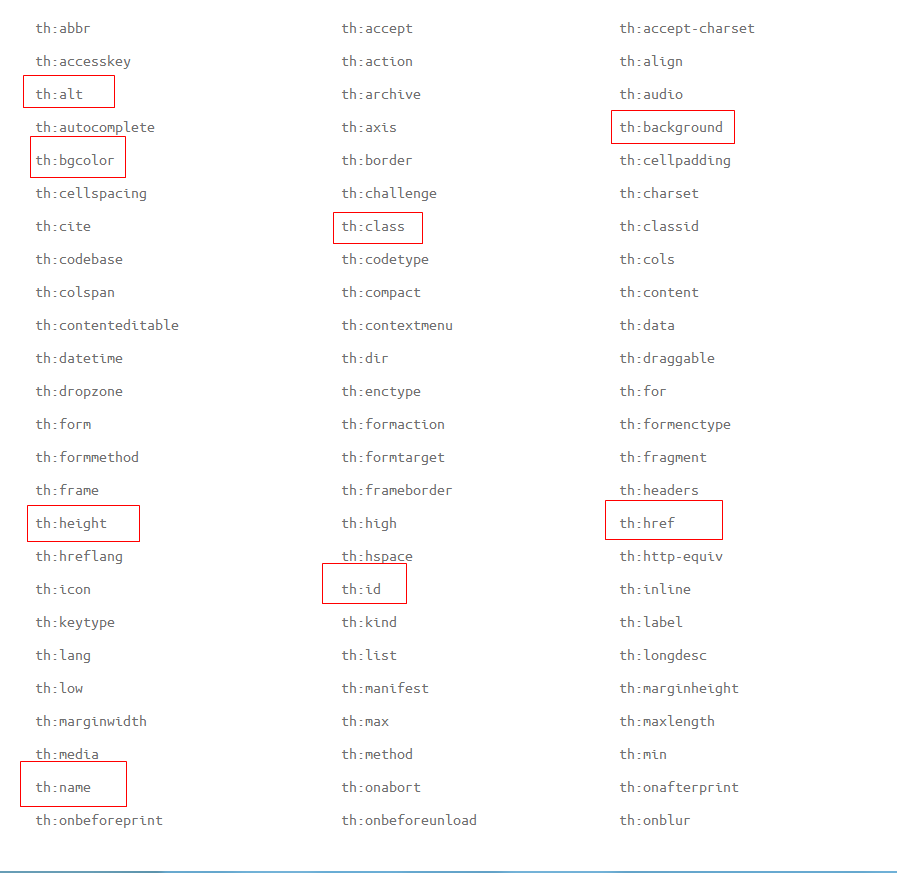 th:abbr th:accept th:accept-charset
th:accesskey th:action th:align
th:alt th:archive th:audio
th:autocomplete th:axis th:background
th:bgcolor th:border th:cellpadding
th:cellspacing th:challenge th:charset
th:cite th:class th:classid
th:codebase th:codetype th:cols
th:colspan th:compact th:content
th:contenteditable th:contextmenu th:data
th:datetime th:dir th:draggable
th:dropzone th:enctype th:for
th:form th:formaction th:formenctype
th:formmethod th:formtarget th:fragment
th:frame th:frameborder th:headers
th:height th:high th:href
th:hreflang th:hspace th:http-equiv
th:icon th:id th:inline
th:keytype th:kind th:label
th:lang th:list th:longdesc
th:low th:manifest th:marginheight
th:marginwidth th:max th:maxlength
th:media th:method th:min
th:name th:onabort th:onafterprint
th:onbeforeprint th:onbeforeunload th:onblur